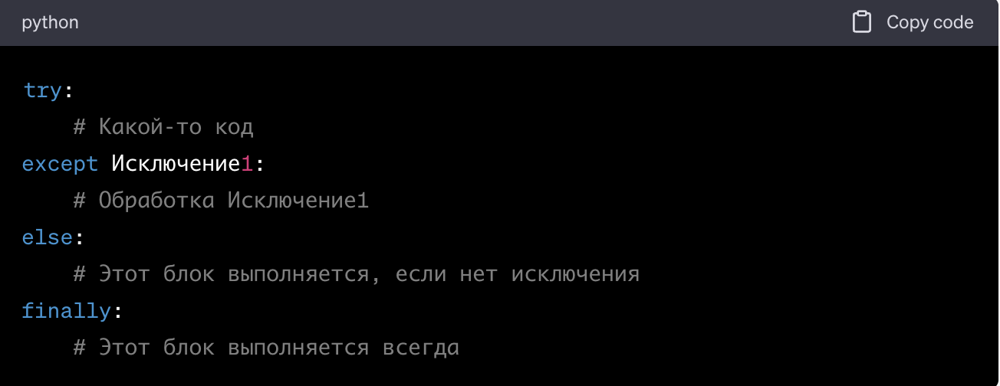 python Copy code
try:
    # Какой-то код
except Исключение1:
    # Обработка Исключение1
else:
    # Этот блок выполняется, если нет исключения
finally:
    # Этот блок выполняется всегда